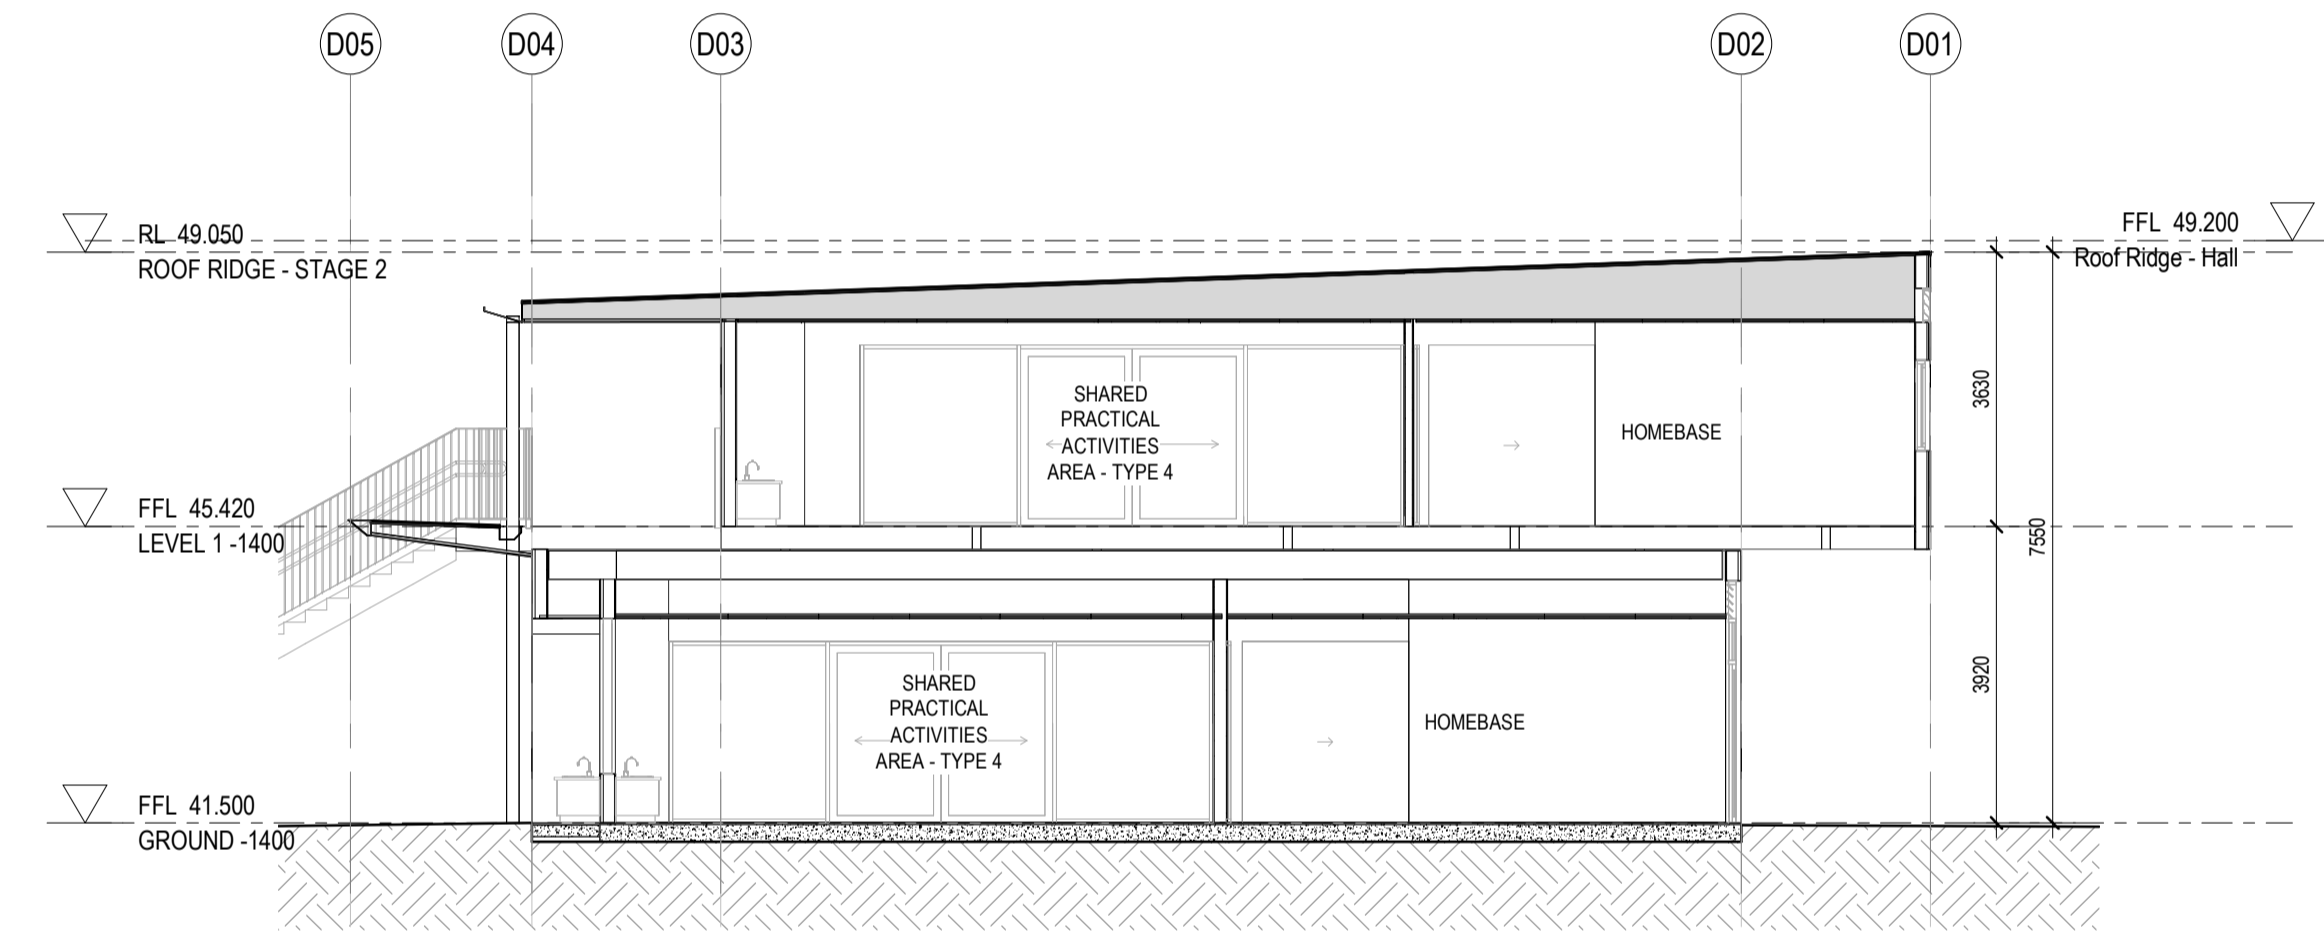 D05 D04 D03 D02 D01
RL 49.050
ROOF RIDGE - STAGE 2
FFL 49.200
Roof Ridge - Hall
SHARED
PRACTICAL
ACTIVITIES
AREA - TYPE 4
HOMEBASE
3630
FFL 45.420
LEVEL 1 -1400
7550
SHARED
PRACTICAL
ACTIVITIES
AREA - TYPE 4
HOMEBASE
3920
FFL 41.500
GROUND -1400